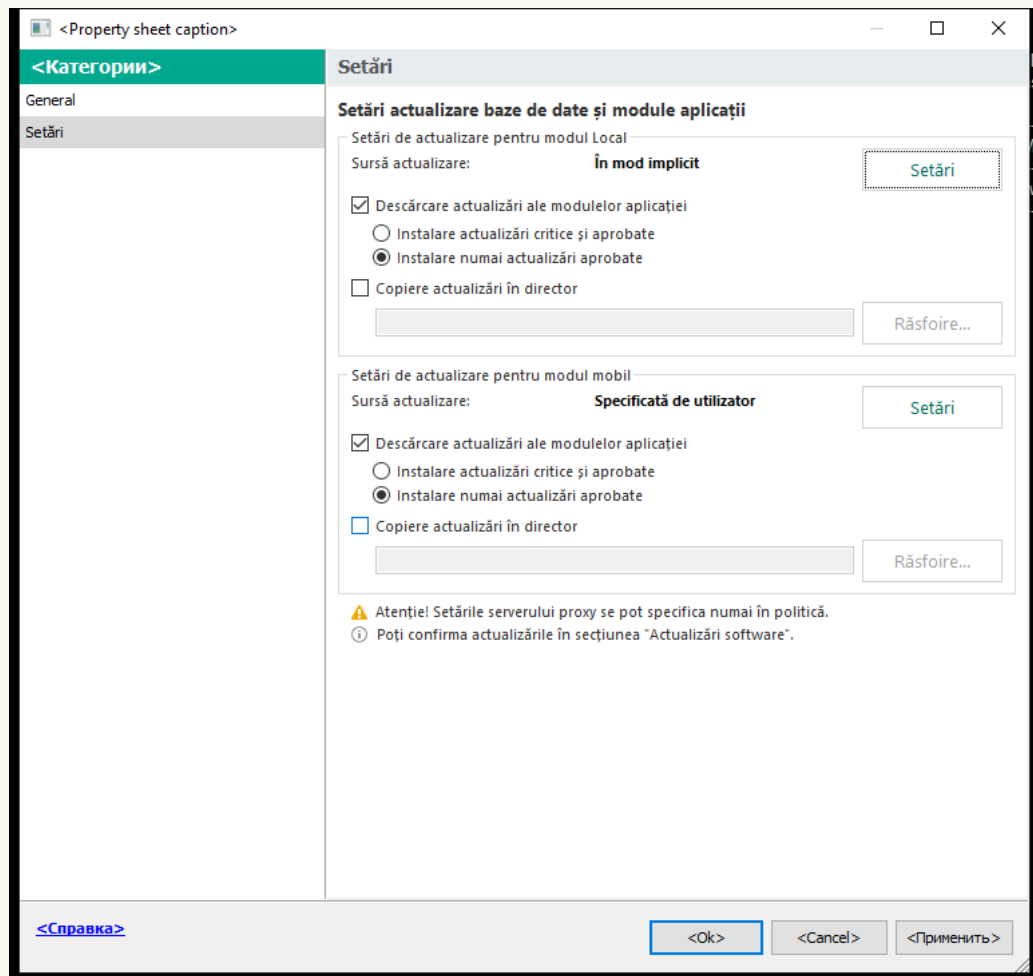 <Property sheet caption>
<Категории>
General
Setări
Setări
Setări actualizare baze de date și module aplicații
Setări de actualizare pentru modul Local
Sursă actualizare: În mod implicit Setări
Descărcare actualizări ale modulelor aplicației
Instalare actualizări critice și aprobate
Instalare numai actualizări aprobate
Copiere actualizări în director
Răsfoire...
Setări de actualizare pentru modul mobil
Sursă actualizare: Specificată de utilizator Setări
Descărcare actualizări ale modulelor aplicației
Instalare actualizări critice și aprobate
Instalare numai actualizări aprobate
Copiere actualizări în director
Răsfoire...
Atenție! Setările serverului proxy se pot specifica numai în politică.
Poți confirma actualizările în secțiunea "Actualizări software".
<Справка>
<Ok> <Cancel> <Применить>